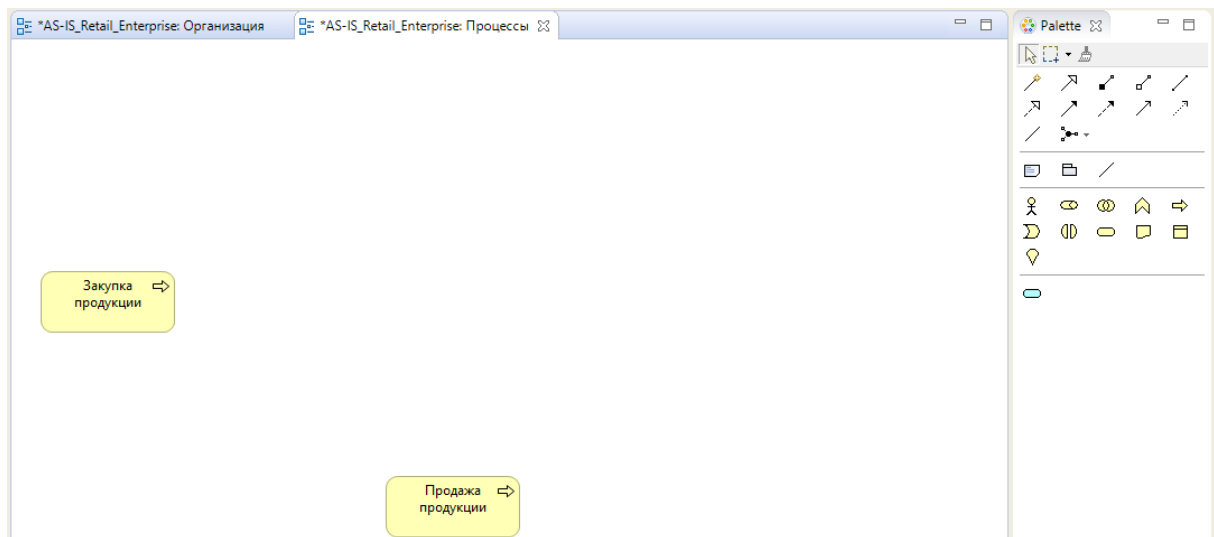 *AS-IS_Retail_Enterprise: Организация
*AS-IS_Retail_Enterprise: Процессы
Palette
Закупка
продукции
Продажа
продукции